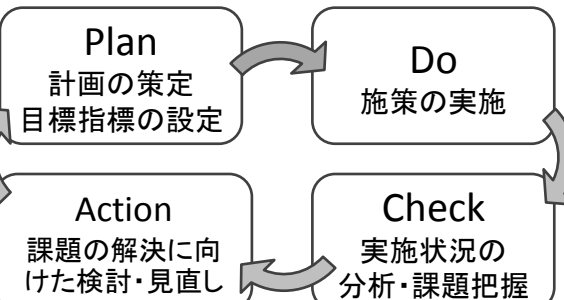 Plan
計画の策定
目標指標の設定
Do
施策の実施
Action
課題の解決に向
けた検討・見直し
Check
実施状況の
分析・課題把握